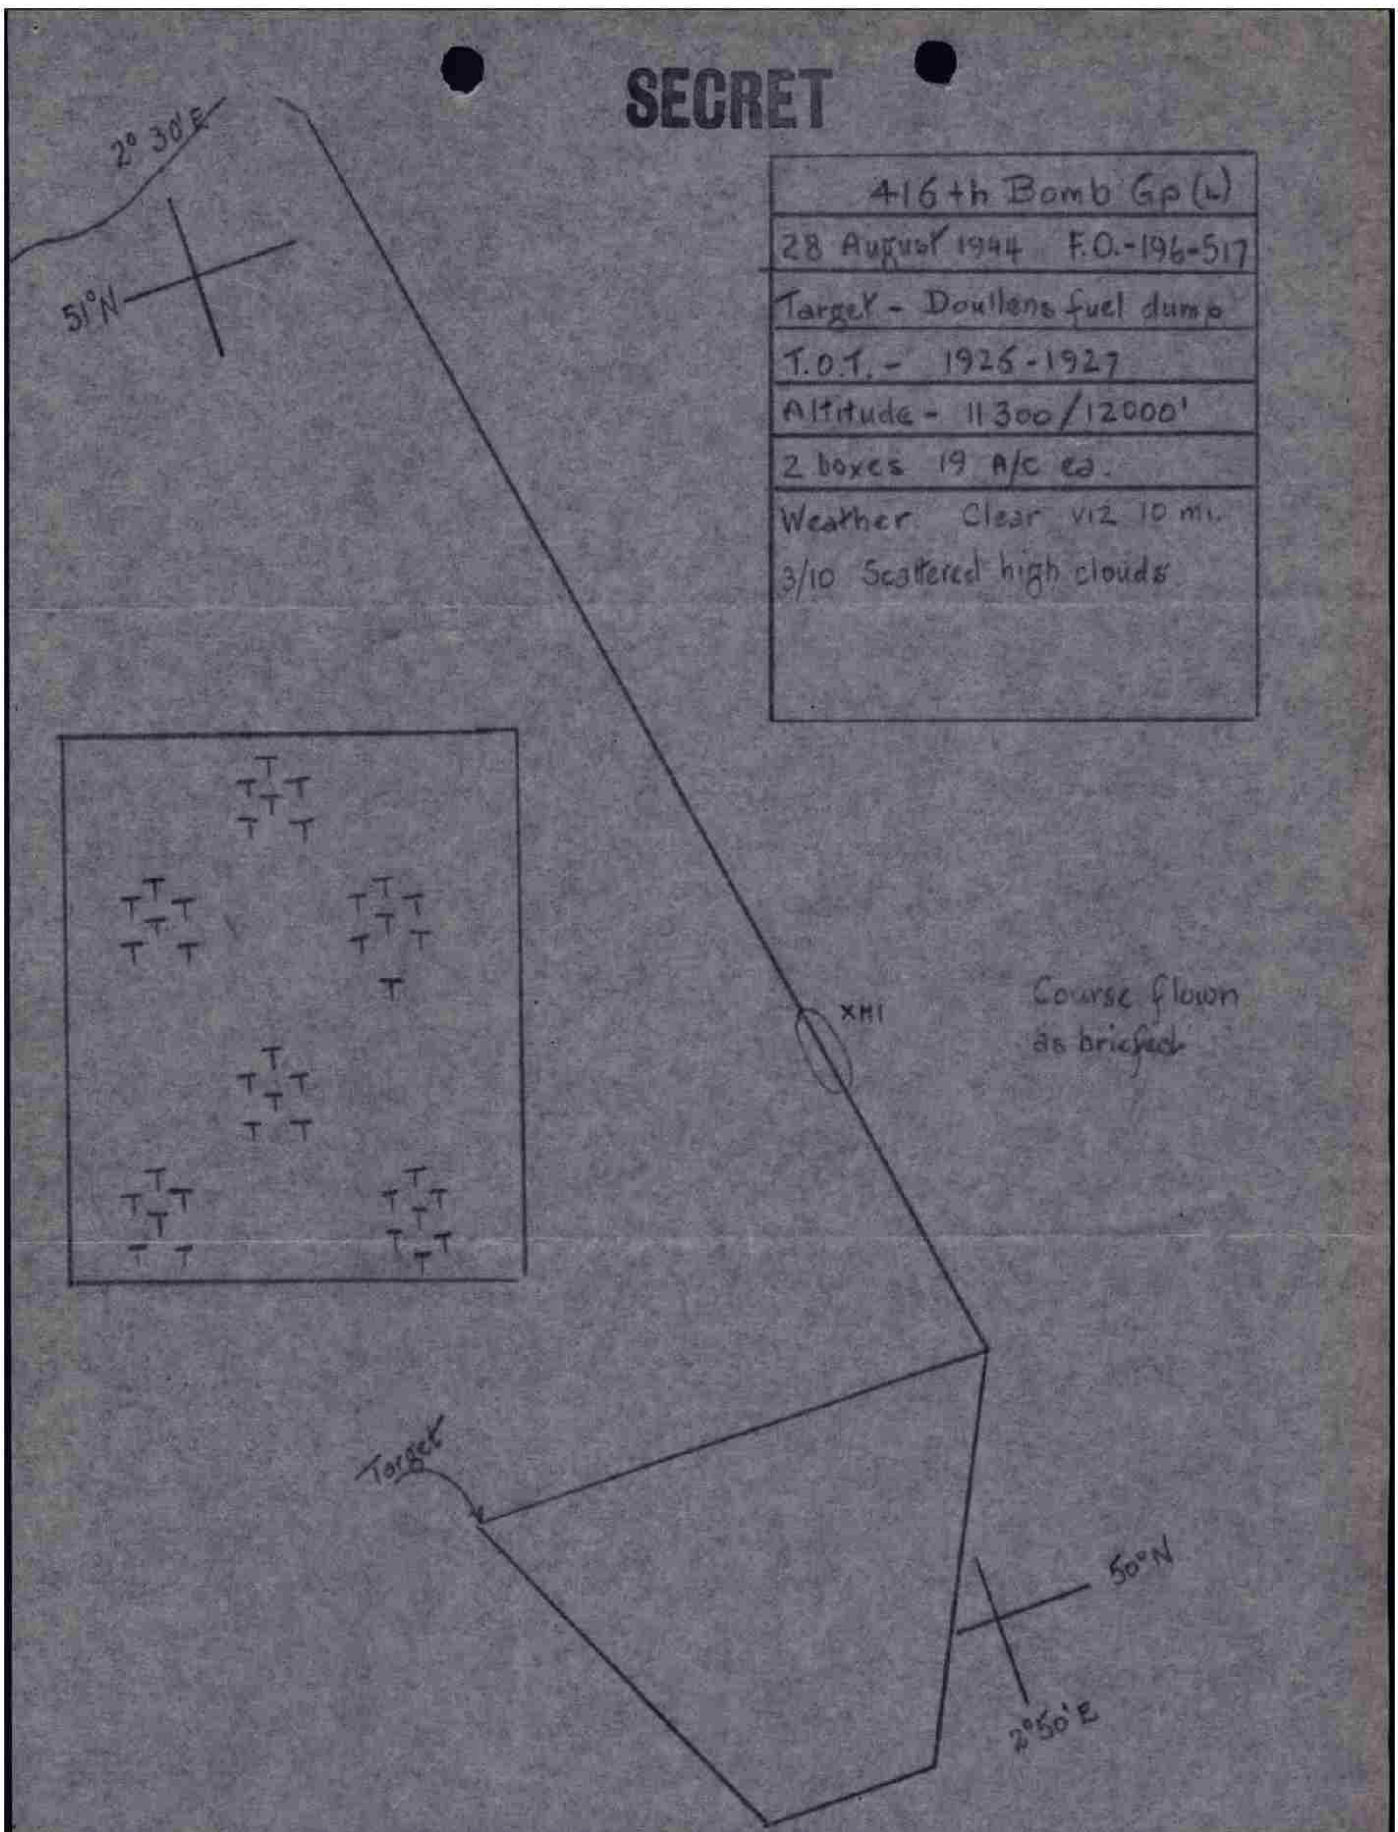 SECRET
2° 30'E
51°N
416th Bomb Gp (L)
28 August 1944 F.O.-196-517
Target - Doullens fuel dump
T.O.T. - 1926-1927
Altitude - 11300/12000'
2 boxes 19 A/C ea.
Weather. Clear viz 10 mi.
3/10 Scattered high clouds
T
T T
T
T T
T
T T
T
T T
T
T T
T
T T
T
T
T T
T
T T
T
T T
T
T T
T
T T
T
T T
T
XHI
Course flown
as briefed
Target
50°N
2°50'E